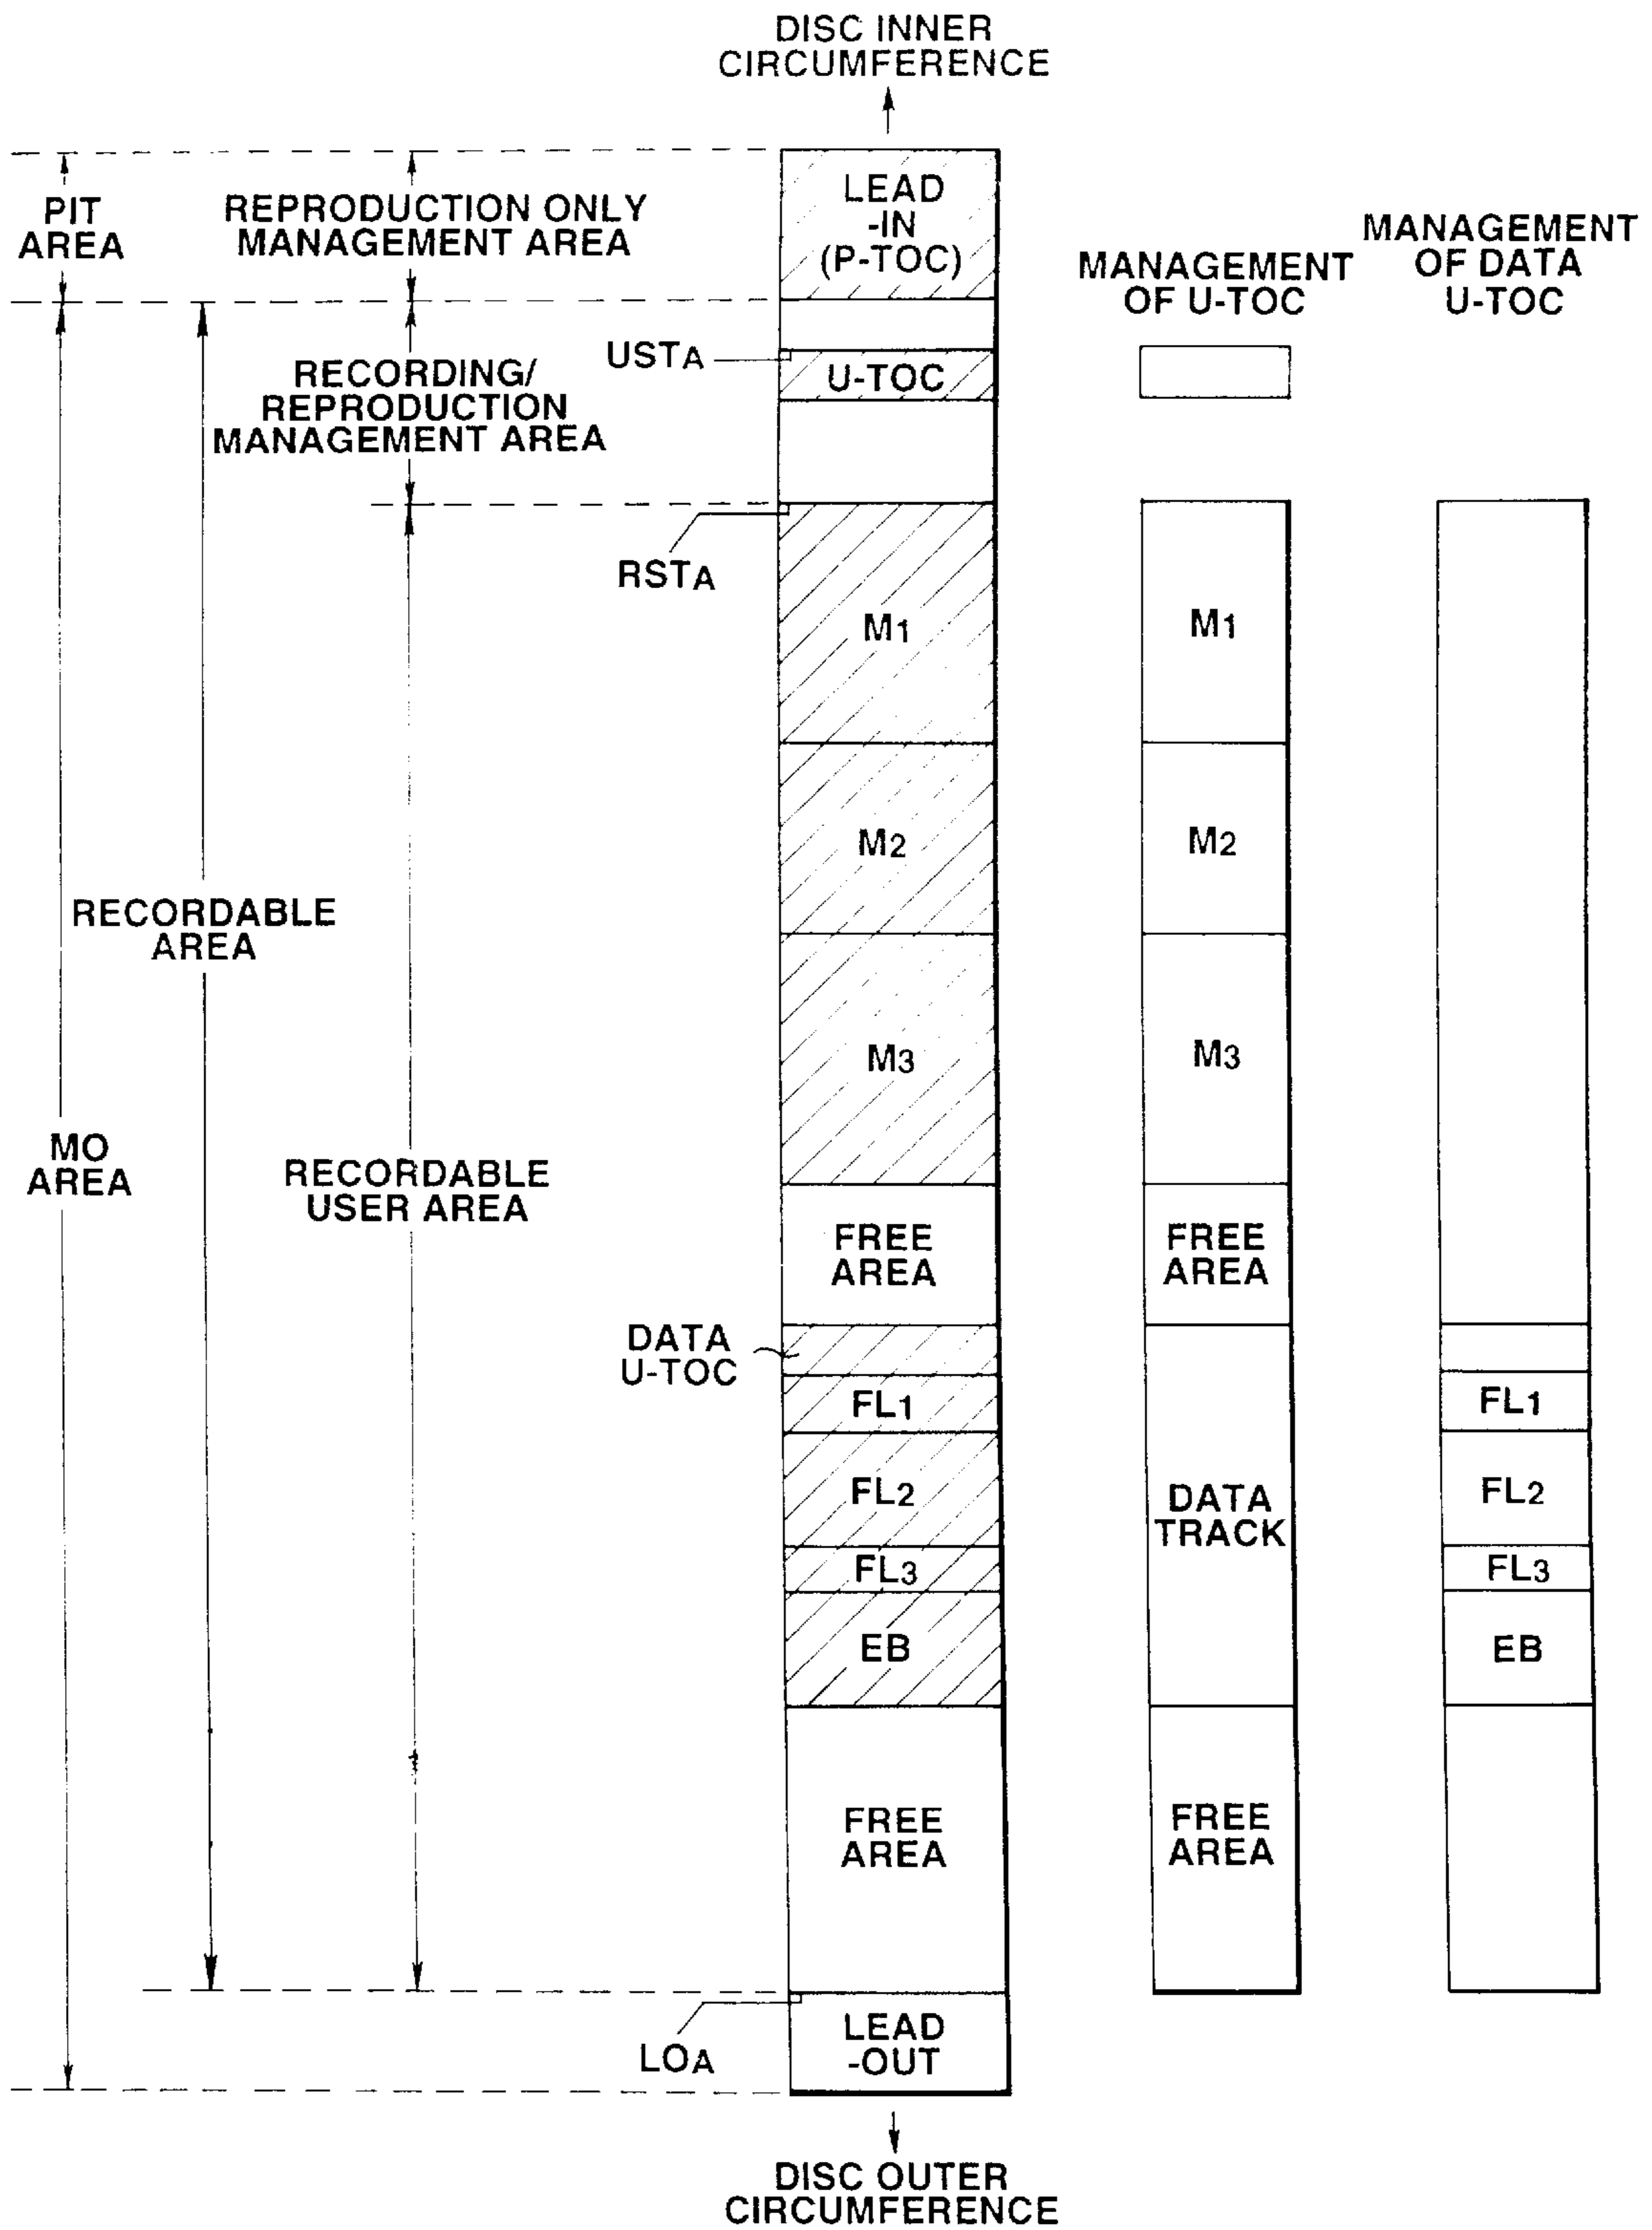 DISC INNER
CIRCUMFERENCE
PIT
AREA
REPRODUCTION ONLY
MANAGEMENT AREA
LEAD
-IN
(P-TOC)
MANAGEMENT
OF U-TOC
MANAGEMENT
OF DATA
U-TOC
USTA
U-TOC
RECORDING/
REPRODUCTION
MANAGEMENT AREA
RSTA
M1
M1
M2
M2
RECORDABLE
AREA
M3
M3
MO
AREA
RECORDABLE
USER AREA
FREE
AREA
FREE
AREA
DATA
U-TOC
FL1
FL1
FL2
FL2
DATA
TRACK
FL3
FL3
EB
EB
FREE
AREA
FREE
AREA
LOA
LEAD
-OUT
DISC OUTER
CIRCUMFERENCE